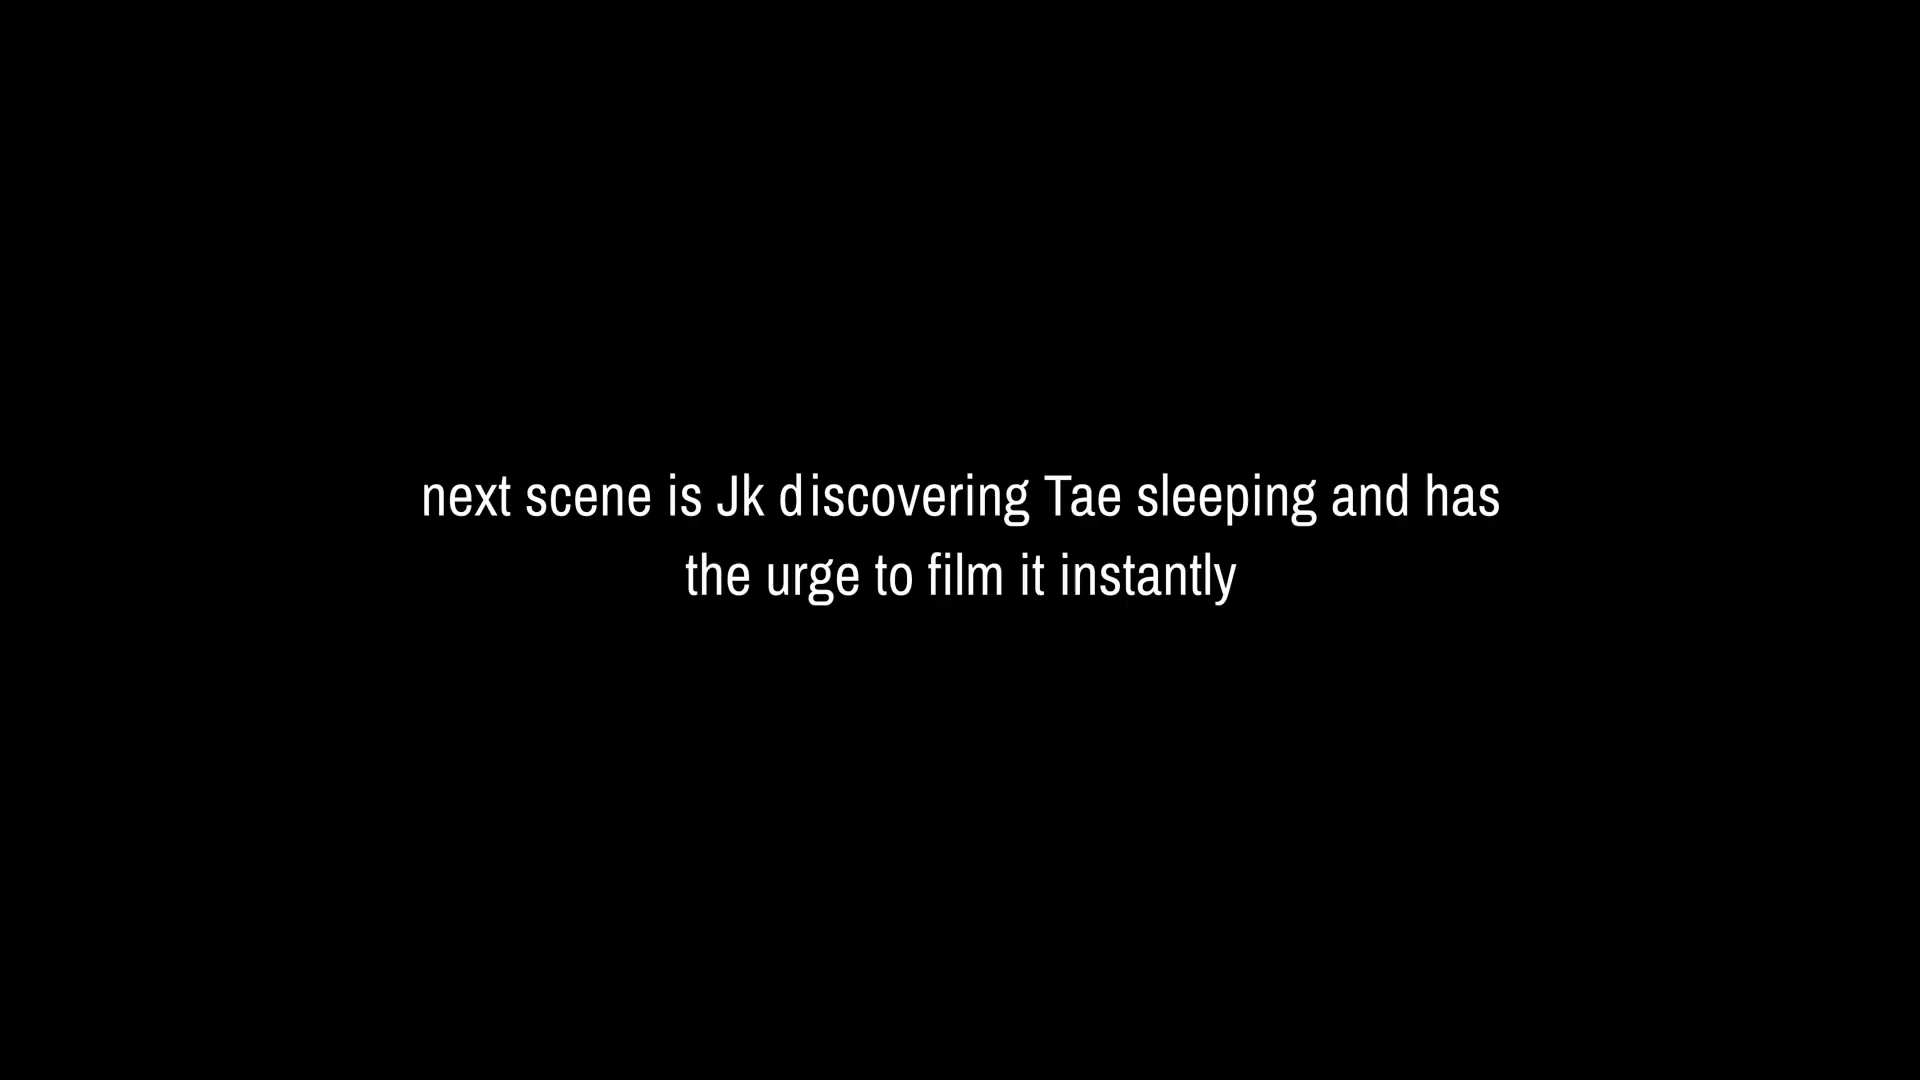 next scene is Jk discovering Tae sleeping and has
the urge to film it instantly